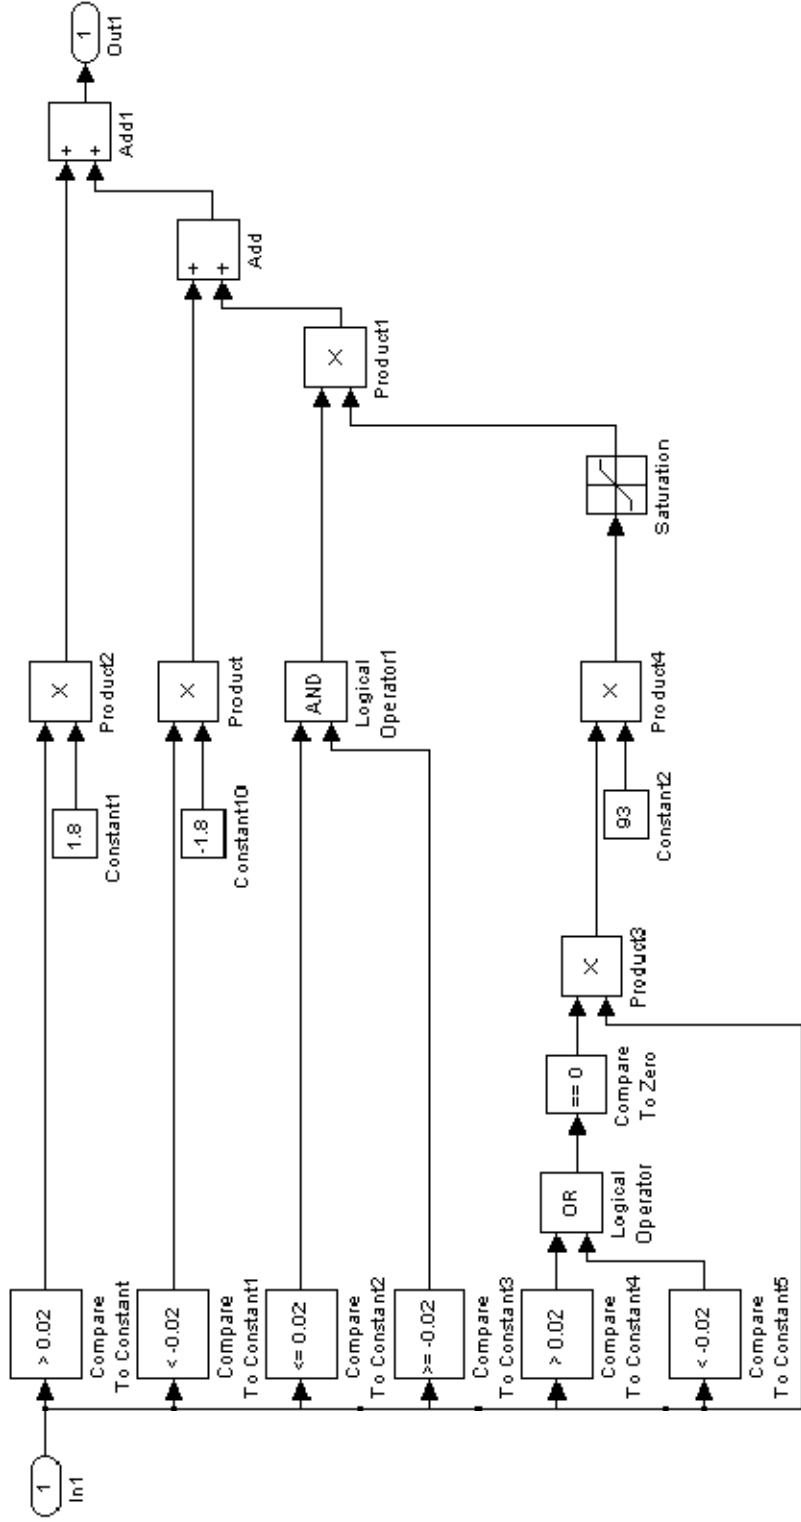 1
In1
> 0.02
Compare
To Constant
< -0.02
Compare
To Constant1
<= 0.02
Compare
To Constant2
>= -0.02
Compare
To Constant3
> 0.02
Compare
To Constant4
< -0.02
Compare
To Constant5
OR
Logical
Operator
== 0
Compare
To Zero
X
Product3
1.8
Constant1
-1.8
Constant10
93
Constant2
X
Product2
X
Product
AND
Logical
Operator1
X
Product4
Saturation
X
Product1
+
+
Add
+
+
Add1
1
Out1